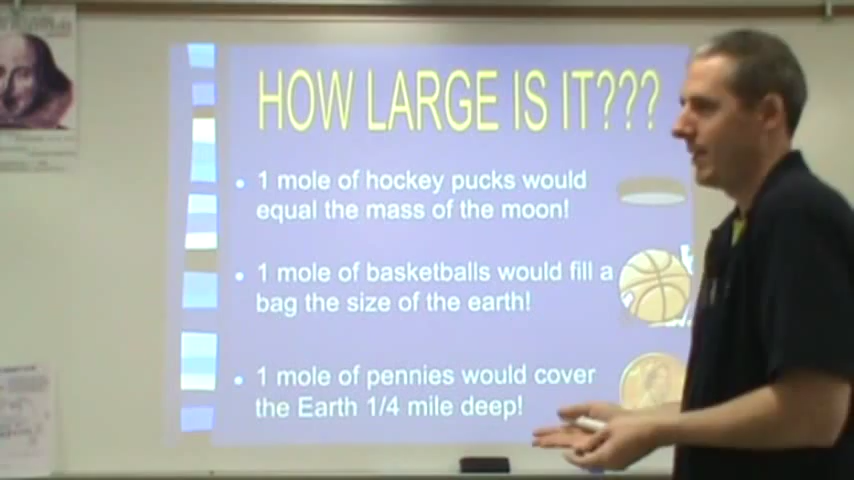 HOW LARGE IS IT???
• 1 mole of hockey pucks would
equal the mass of the moon!
• 1 mole of basketballs would fill a
bag the size of the earth!
• 1 mole of pennies would cover
the Earth 1/4 mile deep!